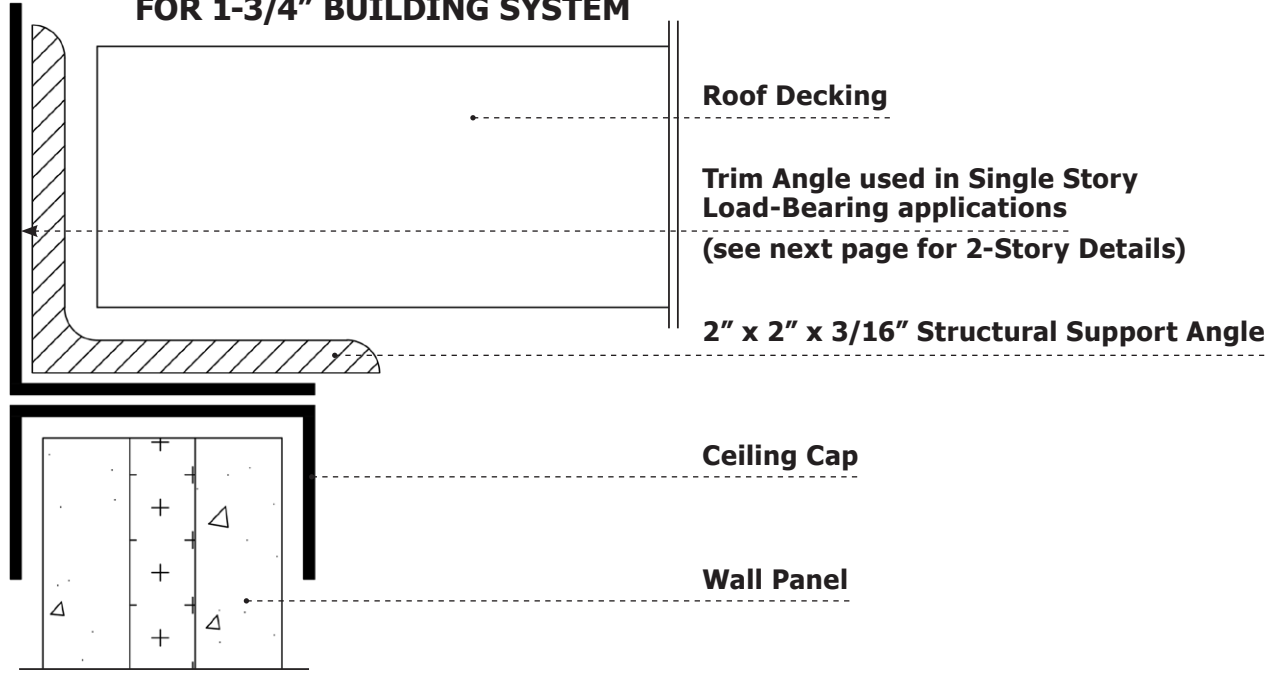 FOR 1-3/4” BUILDING SYSTEM
Roof Decking
Trim Angle used in Single Story
Load-Bearing applications
(see next page for 2-Story Details)
2” x 2” x 3/16” Structural Support Angle
Ceiling Cap
Wall Panel